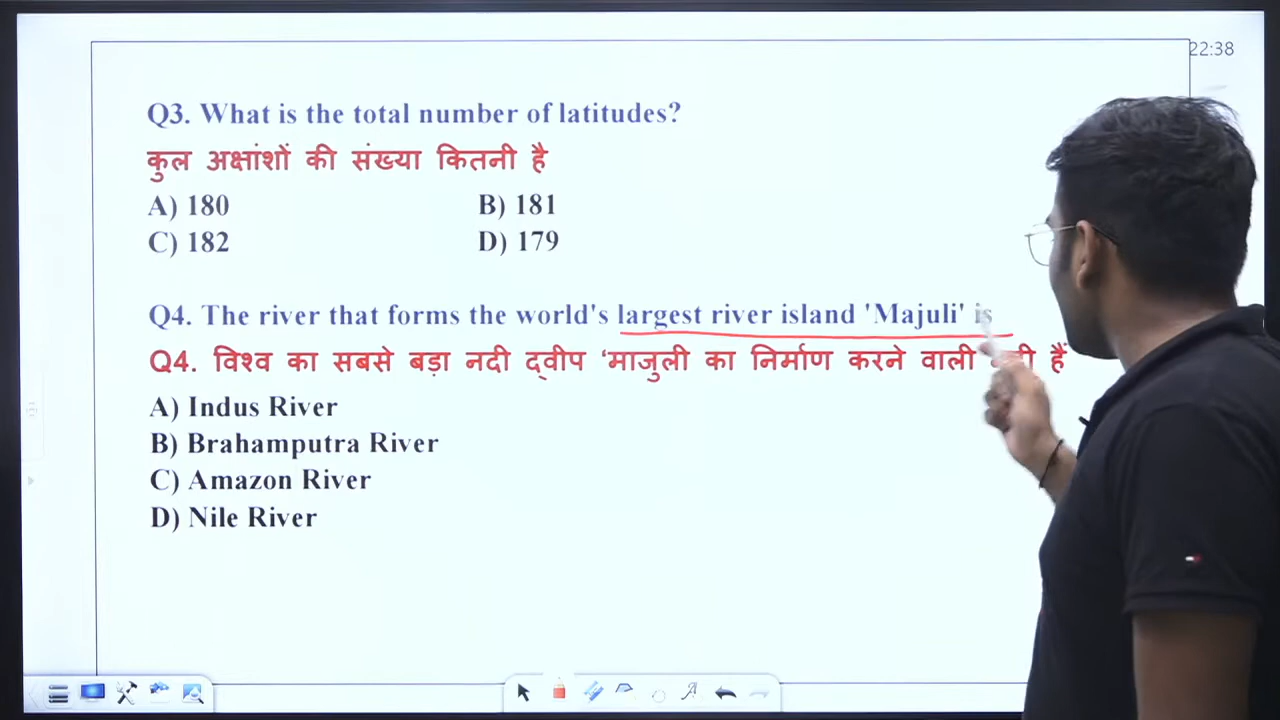 22:38
Q3. What is the total number of latitudes?
कुल अक्षांशों की संख्या कितनी है
A) 180 B) 181
C) 182 D) 179
Q4. The river that forms the world's largest river island 'Majuli' is
Q4. विश्व का सबसे बड़ा नदी द्वीप ‘माजुली का निर्माण करने वाली हैं
A) Indus River
B) Brahamputra River
C) Amazon River
D) Nile River